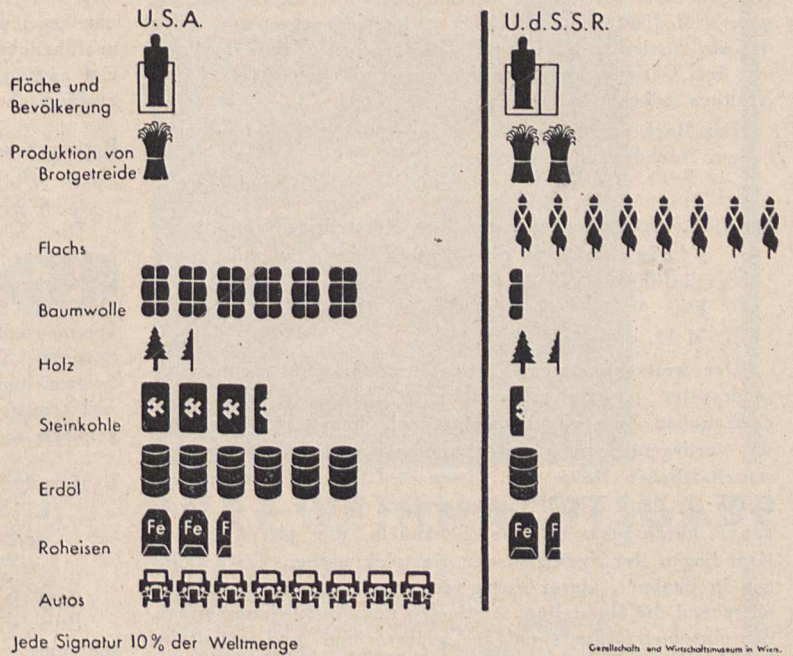 U.S.A.
U.d.S.S.R.
Fläche und
Bevölkerung
Produktion von
Brotgetreide
Flachs
Baumwolle
Holz
Steinkohle
Erdöl
Roheisen
Fe Fe F
Fe F
Autos
Jede Signatur 10% der Weltmenge
Gesellschafts und Wirtschaftsmuseum in Wien.